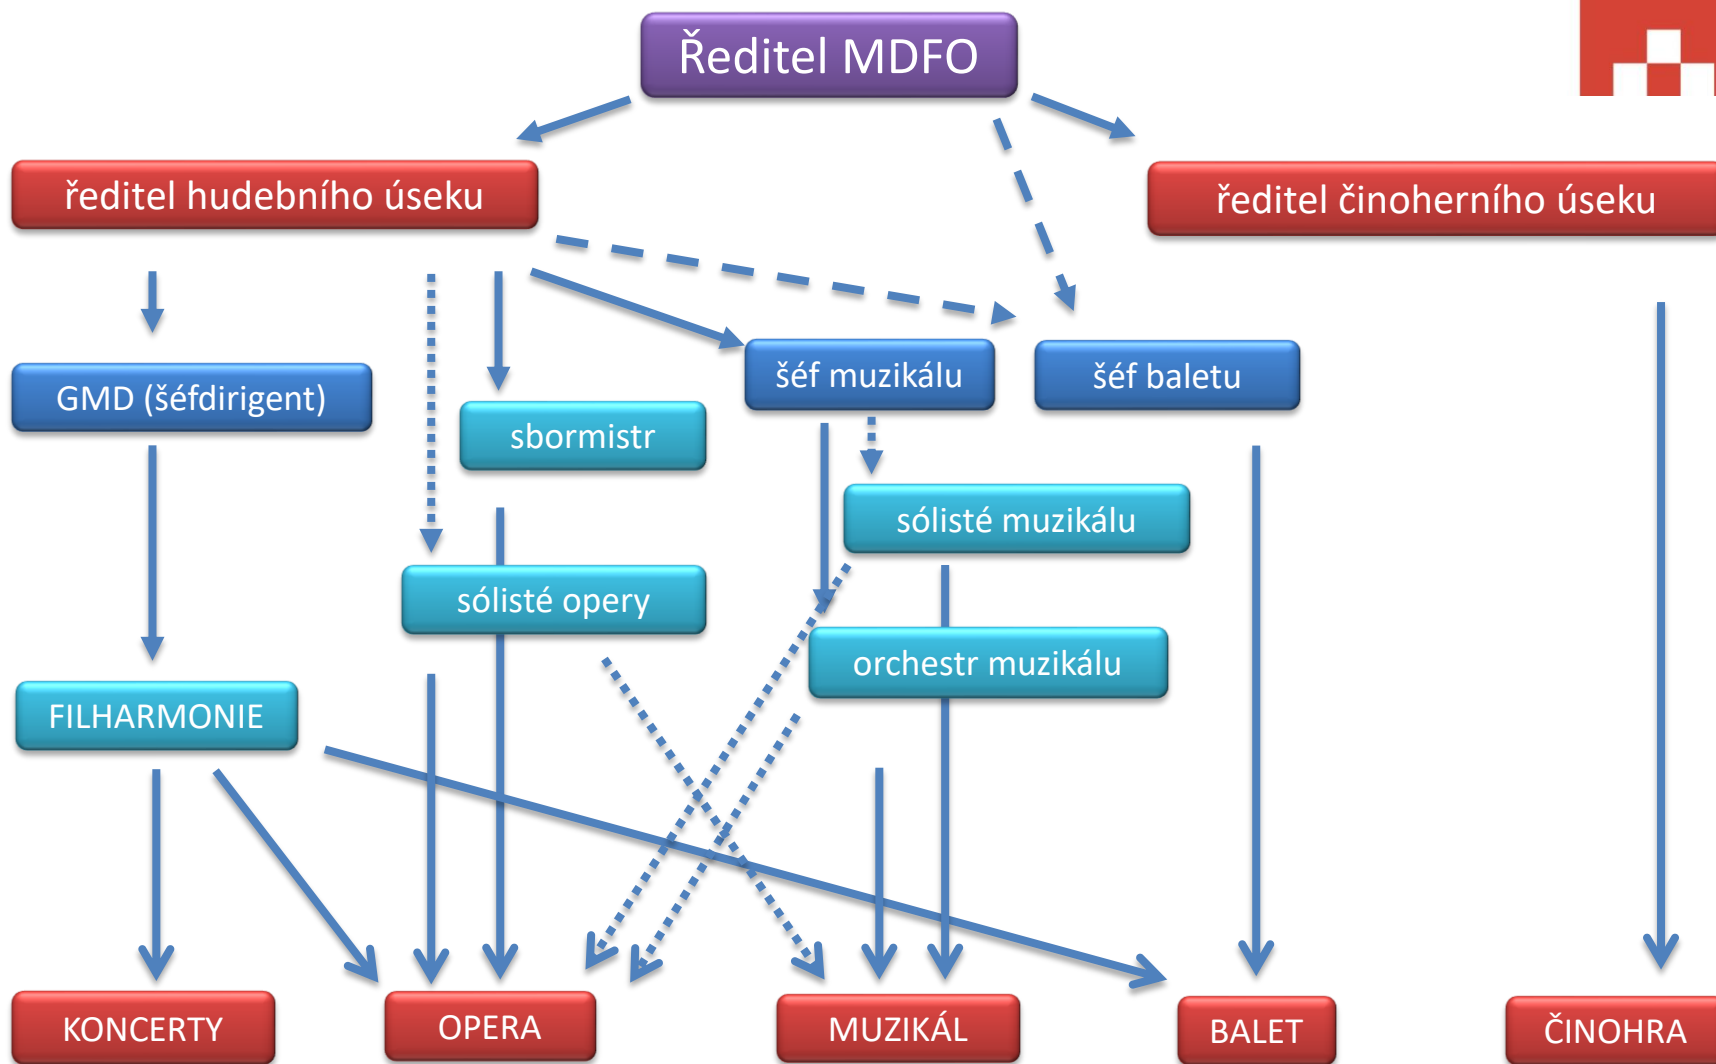 Ředitel MDFO
ředitel hudebního úseku
ředitel činoherního úseku
šéf muzikálu
šéf baletu
GMD (šéfdirigent)
sbormistr
sólisté muzikálu
sólisté opery
orchestr muzikálu
FILHARMONIE
KONCERTY
OPERA
MUZIKÁL
BALET
ČINOHRA